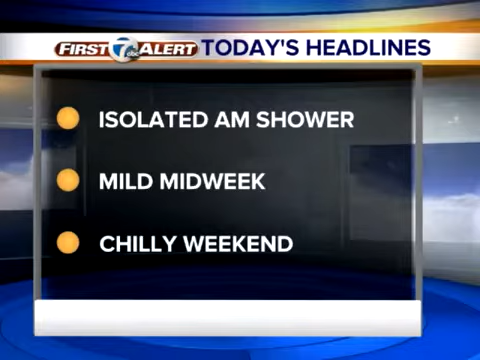 FIRST 7 abc ALERT TODAY'S HEADLINES
ISOLATED AM SHOWER
MILD MIDWEEK
CHILLY WEEKEND